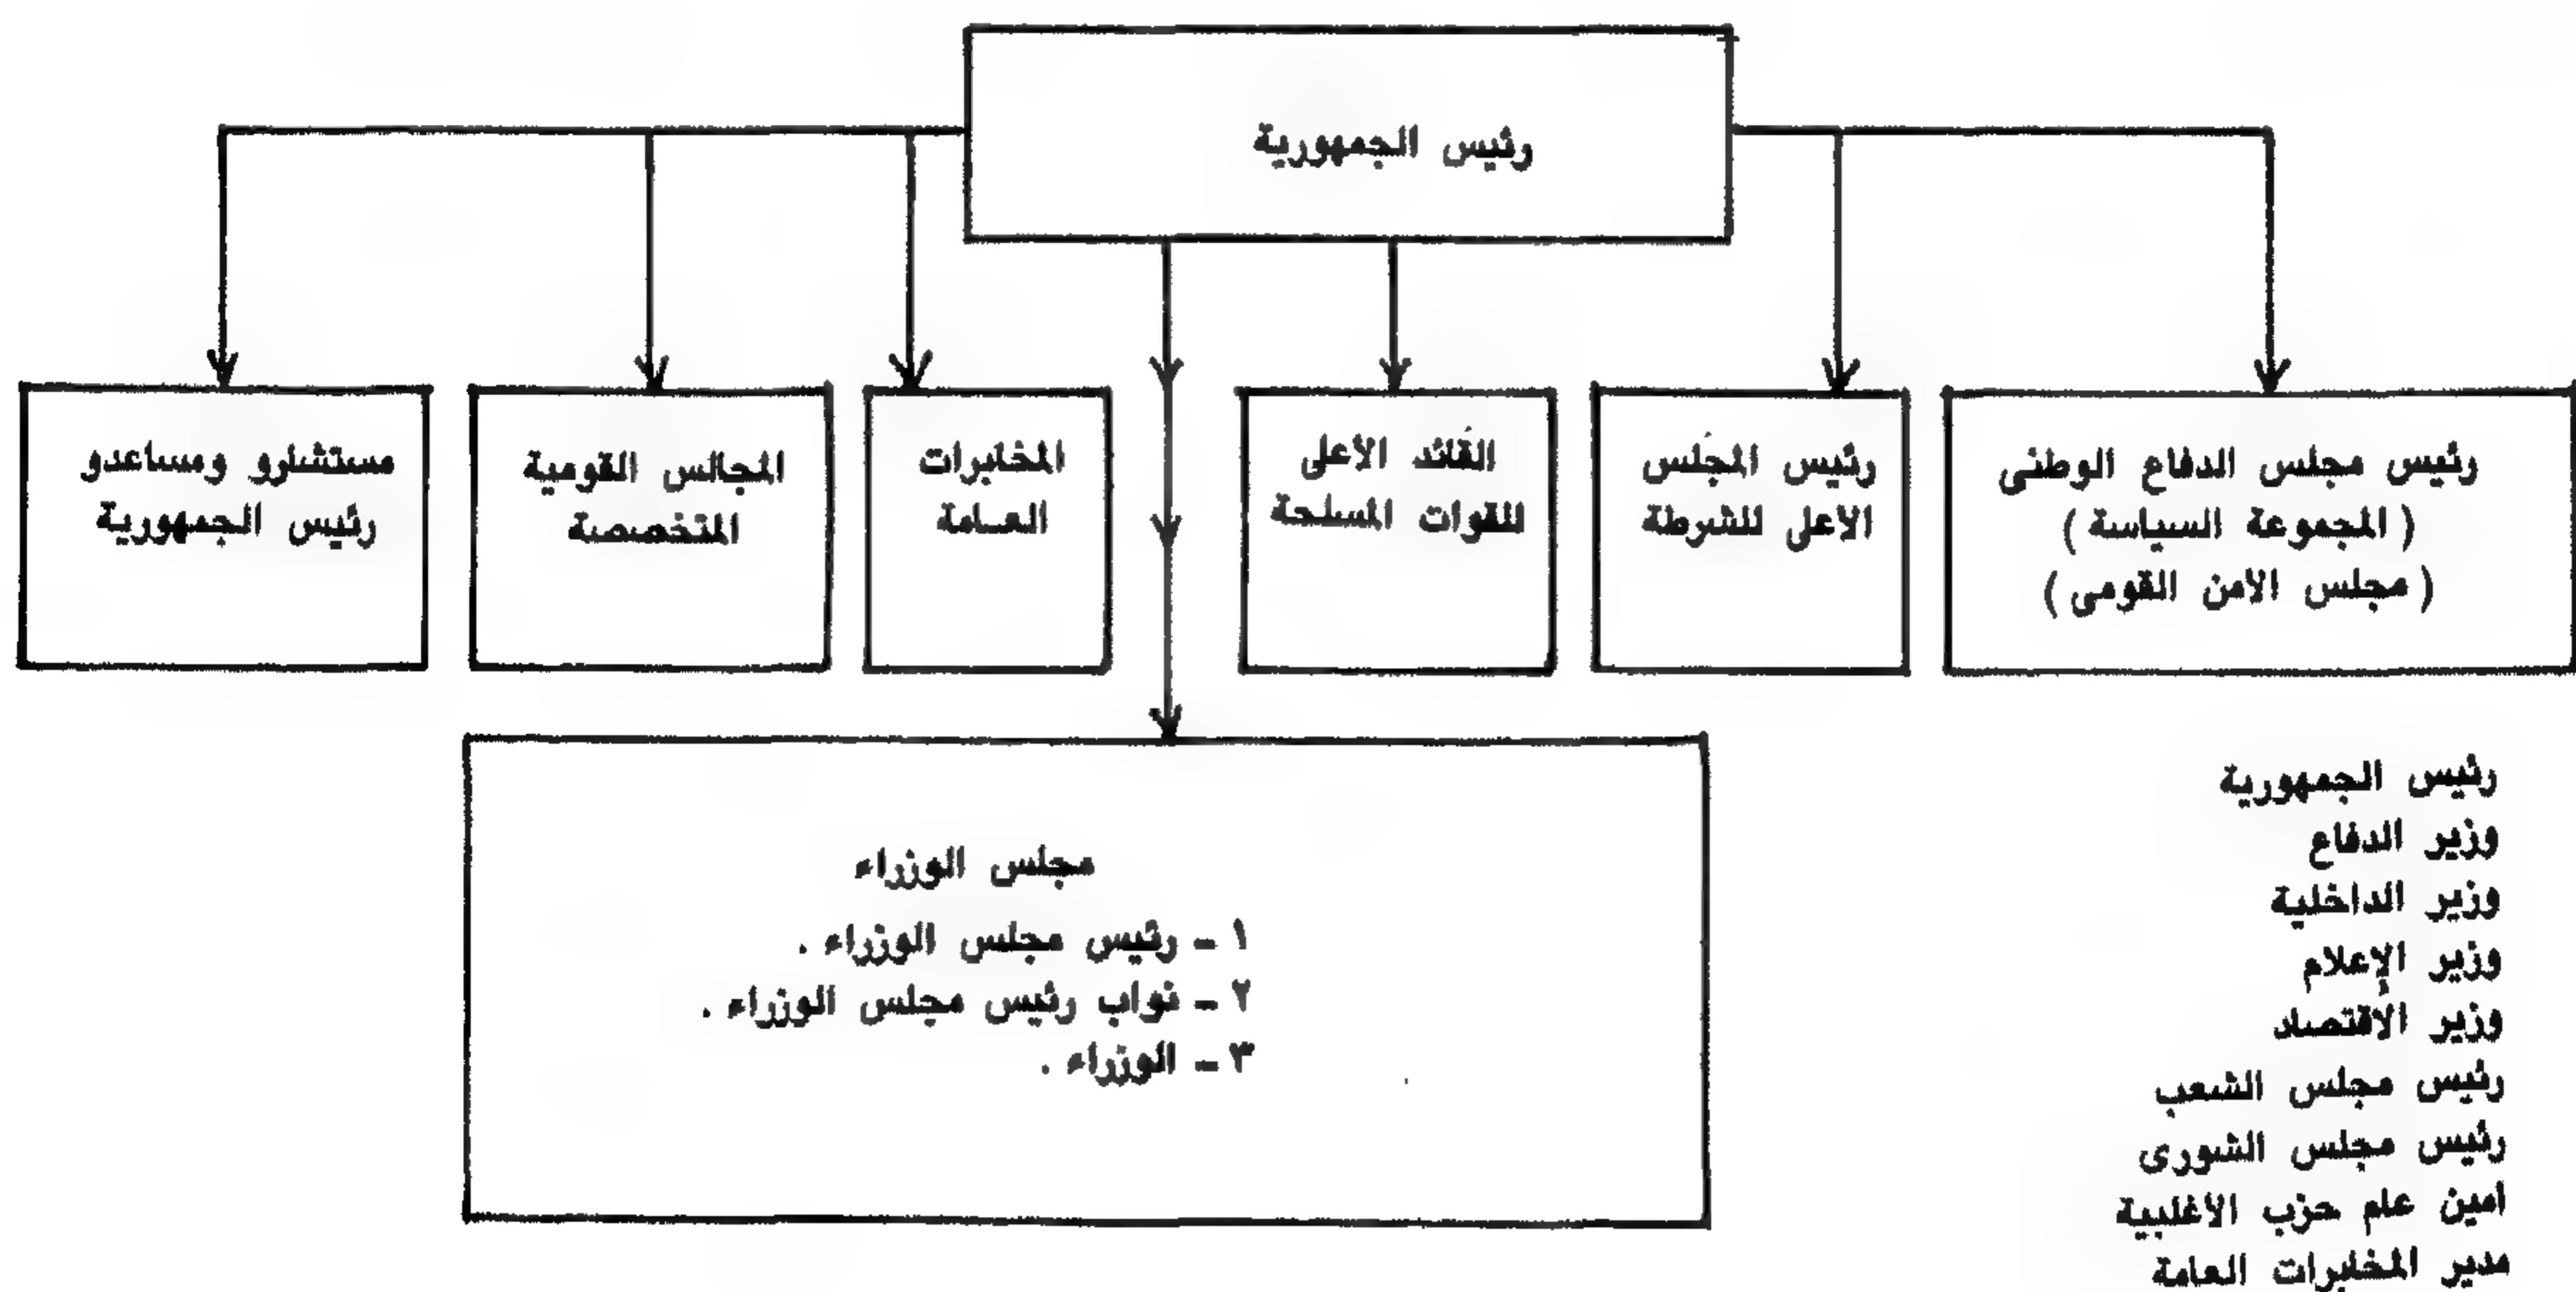 رئيس الجمهورية
رئيس مجلس الدفاع الوطنى
( المجموعة السياسة )
( مجلس الامن القومى )
رئيس المجلس
الأعلى للشرطة
القائد الأعلى
للقوات المسلحة
المخابرات
العامة
المجالس القومية
المتخصصة
مستشارو ومساعدو
رئيس الجمهورية
مجلس الوزراء
١ - رئيس مجلس الوزراء .
٢ - نواب رئيس مجلس الوزراء .
٣ - الوزراء .
رئيس الجمهورية
وزير الدفاع
وزير الداخلية
وزير الإعلام
وزير الاقتصاد
رئيس مجلس الشعب
رئيس مجلس الشورى
امين عام حزب الأغلبية
مدير المخابرات العامة